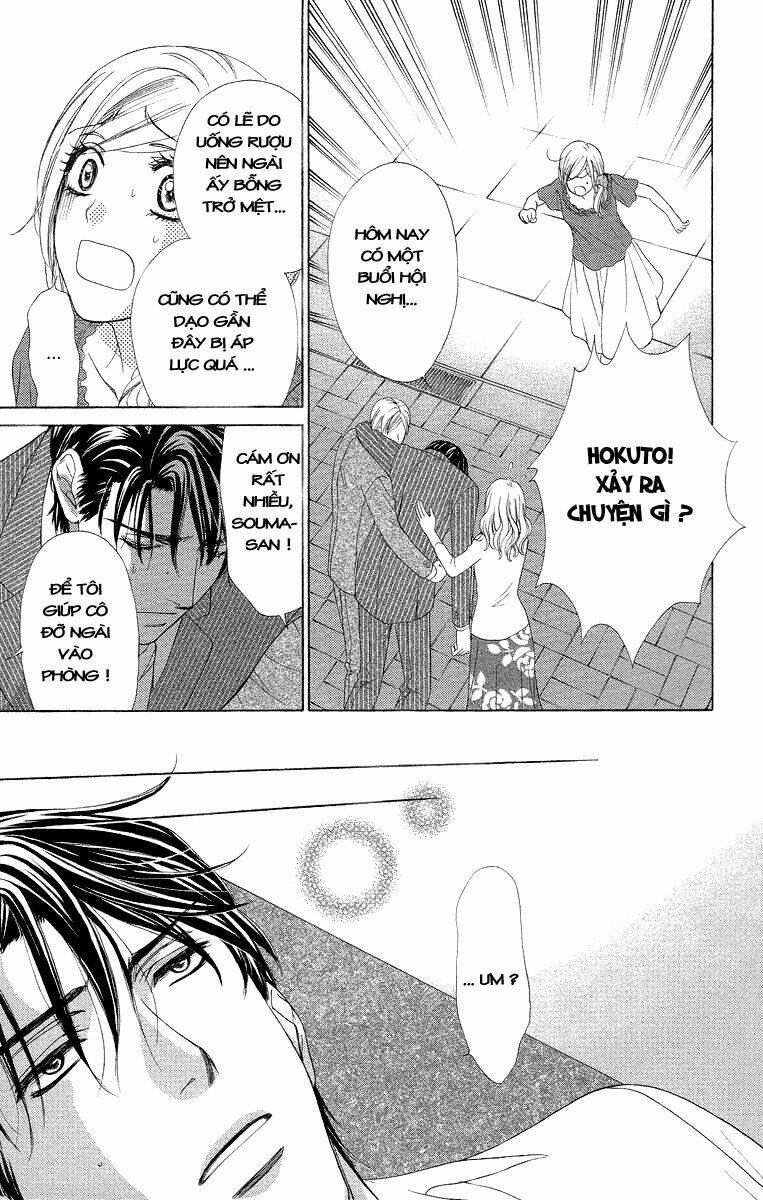 HÔM NAY
CÓ MỘT
BUỔI HỘI
NGHỊ...
HOKUTO!
XẢY RA
CHUYỆN GÌ ?
CÓ LẼ DO
UỐNG RƯỢU
NÊN NGÀI
ẤY BỖNG
TRỞ MỆT...
CŨNG CÓ THỂ
DẠO GẦN
ĐÂY BỊ ÁP
LỰC QUÁ ...
...
CÁM ƠN
RẤT
NHIỀU,
SOUMA-
SAN !
ĐỂ TÔI
GIÚP CÔ
ĐỠ NGÀI
VÀO
PHÒNG !
... ƯM ?